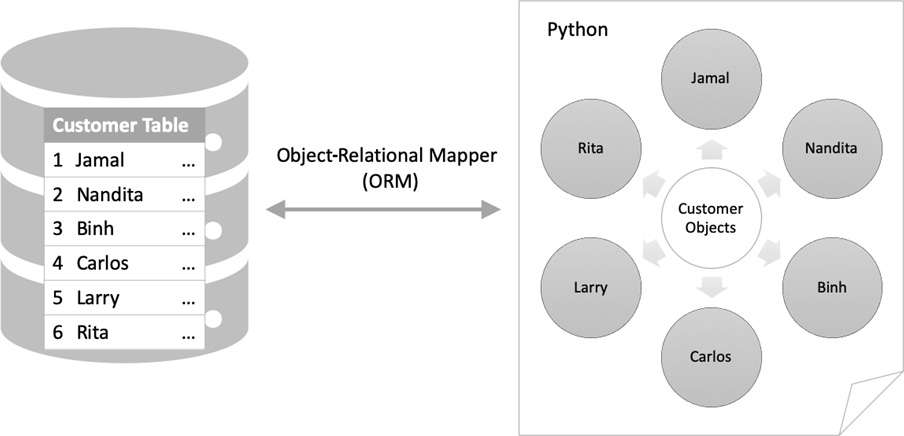 Customer Table
1 Jamal ...
2 Nandita ...
3 Binh ...
4 Carlos ...
5 Larry ...
6 Rita ...
Object-Relational Mapper
(ORM)
Python
Jamal
Nandita
Binh
Carlos
Larry
Rita
Customer
Objects